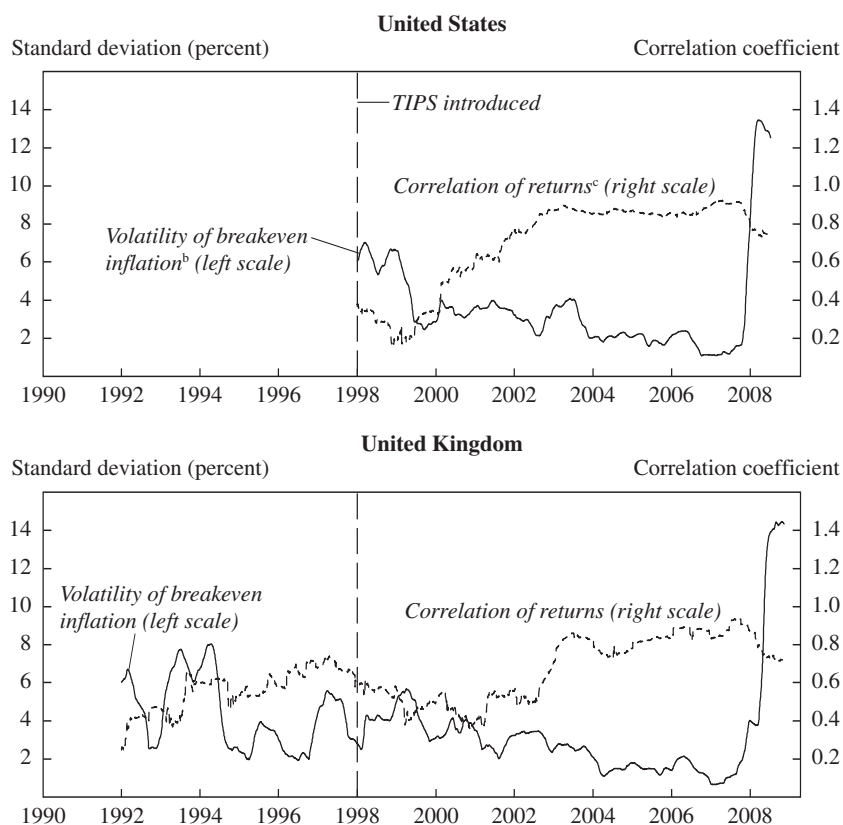 United States
Standard deviation (percent) Correlation coefficient
14 1.4
TIPS introduced
12 1.2
10 1.0
Correlation of returnsᶜ (right scale)
8 0.8
Volatility of breakeven
inflationᵇ (left scale)
6 0.6
4 0.4
2 0.2
1990 1992 1994 1996 1998 2000 2002 2004 2006 2008
United Kingdom
Standard deviation (percent) Correlation coefficient
14 1.4
12 1.2
Volatility of breakeven
inflation (left scale)
10 1.0
Correlation of returns (right scale)
8 0.8
6 0.6
4 0.4
2 0.2
1990 1992 1994 1996 1998 2000 2002 2004 2006 2008